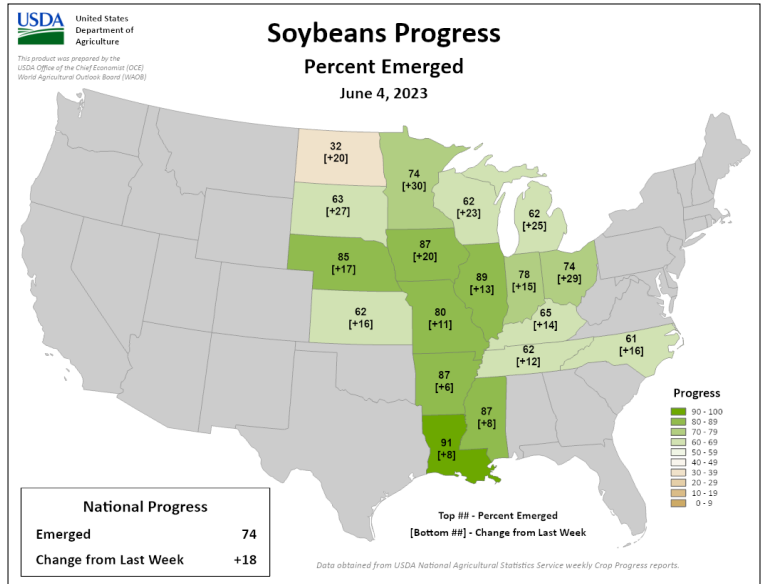 USDA
United States
Department of
Agriculture
This product was prepared by the
USDA Office of the Chief Economist (OCE)
World Agricultural Outlook Board (WAOB)
Soybeans Progress
Percent Emerged
June 4, 2023
32
[+20]
74
[+30]
63
[+27]
62
[+23]
62
[+25]
85
[+17]
87
[+20]
89
[+13]
78
[+15]
74
[+29]
62
[+16]
80
[+11]
65
[+14]
62
[+12]
61
[+16]
87
[+6]
87
[+8]
91
[+8]
Progress
90 - 100
80 - 89
70 - 79
60 - 69
50 - 59
40 - 49
30 - 39
20 - 29
10 - 19
0 - 9
National Progress
Emerged 74
Change from Last Week +18
Top ## - Percent Emerged
[Bottom ##] - Change from Last Week
Data obtained from USDA National Agricultural Statistics Service weekly Crop Progress reports.